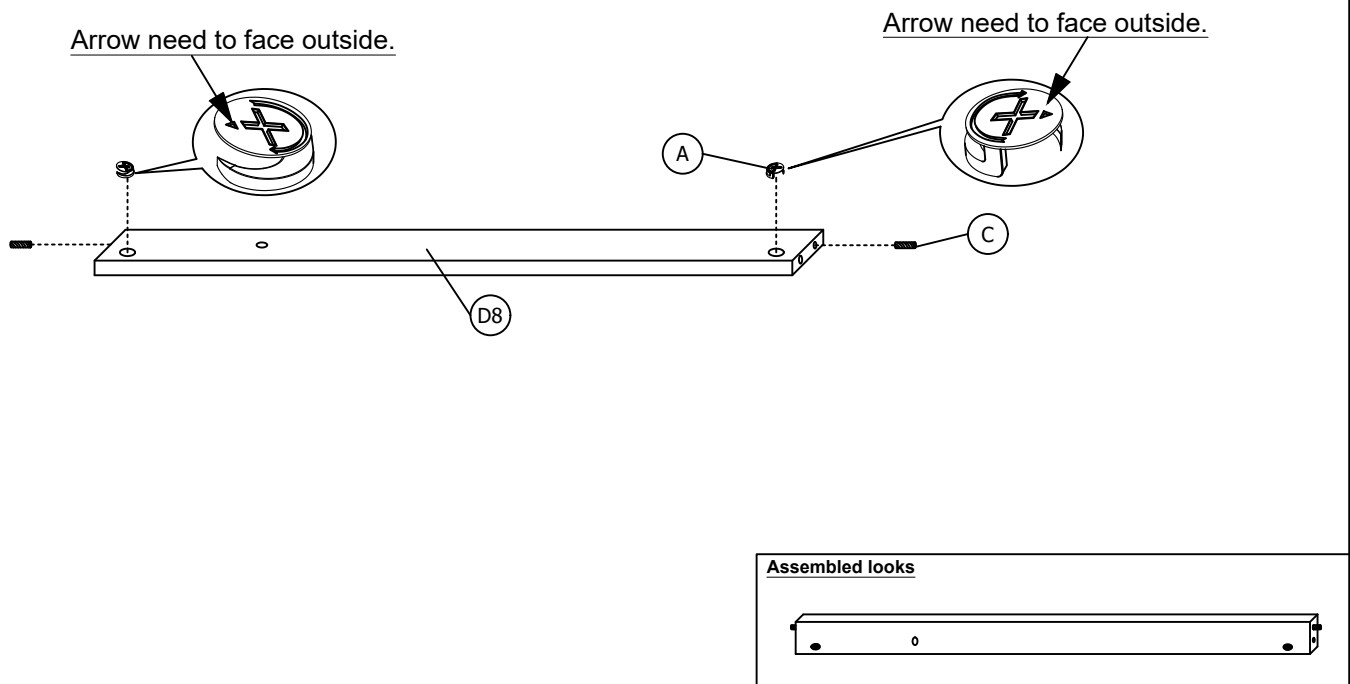 Arrow need to face outside.
Arrow need to face outside.
A
C
D8
Assembled looks